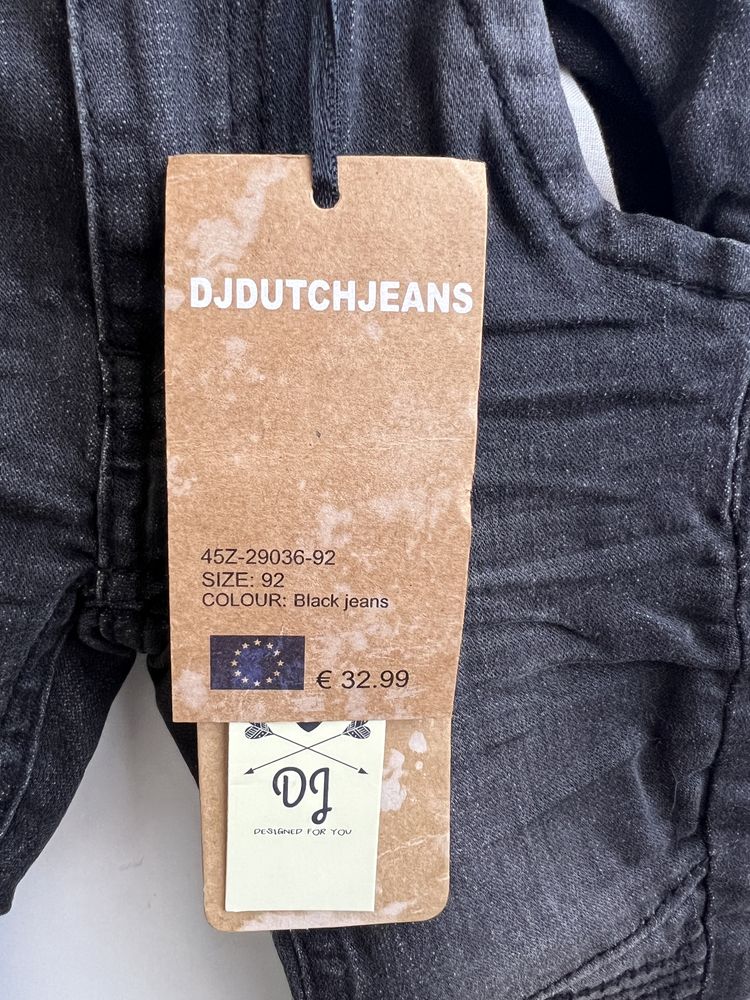 DJDUTCHJEANS
45Z-29036-92
SIZE: 92
COLOUR: Black jeans
€ 32.99
DJ
DESIGNED FOR YOU